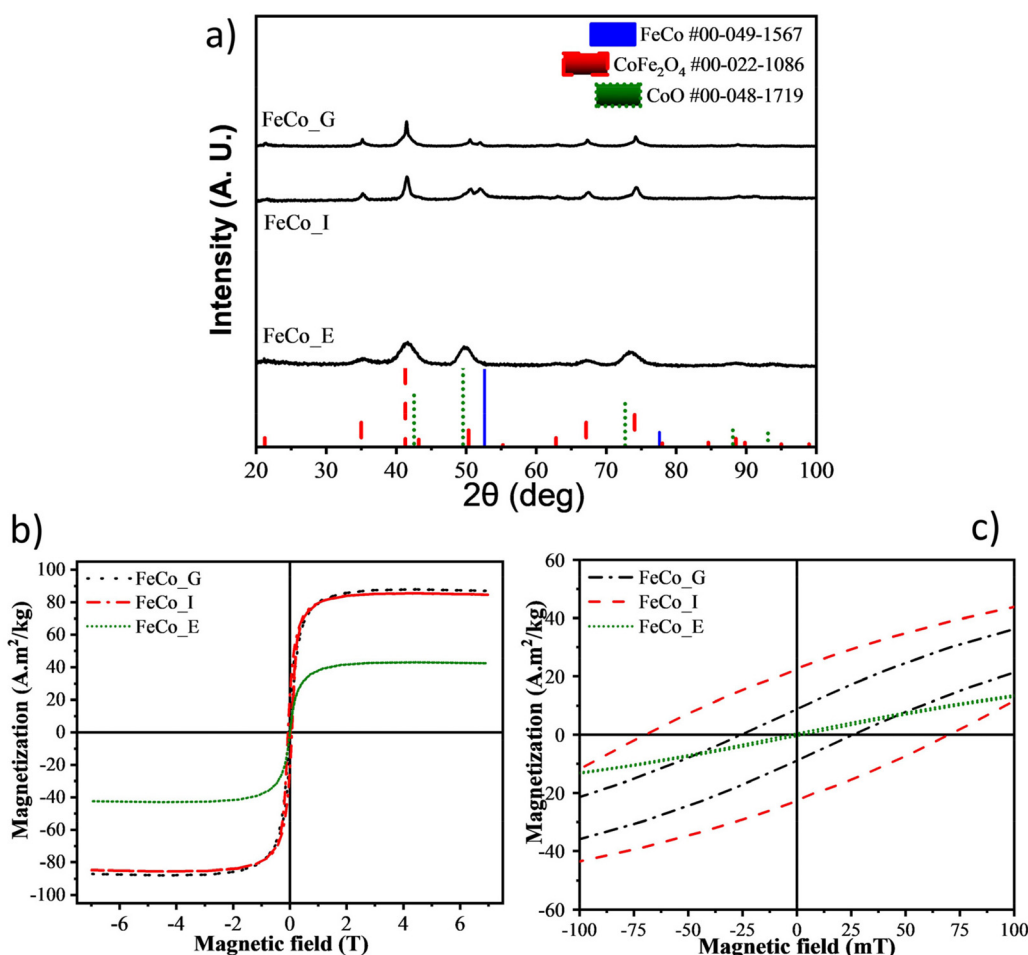 a)
FeCo #00-049-1567
CoFe₂O₄ #00-022-1086
CoO #00-048-1719
FeCo_G
FeCo_I
FeCo_E
Intensity (A. U.)
20 30 40 50 60 70 80 90 100
2θ (deg)
b)
100
80
60
40
20
0
-20
-40
-60
-80
-100
Magnetization (A.m²/kg)
FeCo_G
FeCo_I
FeCo_E
-6 -4 -2 0 2 4 6
Magnetic field (T)
c)
60
40
20
0
-20
-40
-60
Magnetization (A.m²/kg)
FeCo_G
FeCo_I
FeCo_E
-100 -75 -50 -25 0 25 50 75 100
Magnetic field (mT)